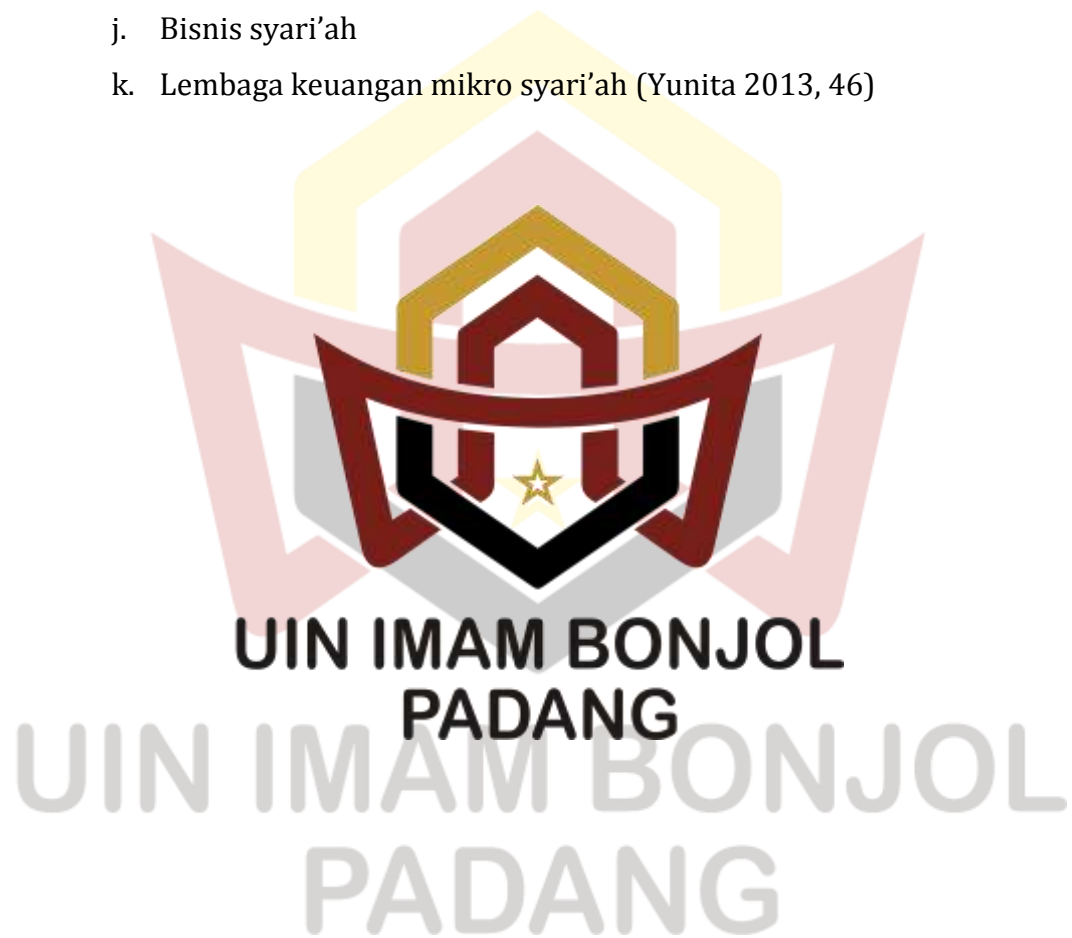 j. Bisnis syari’ah
k. Lembaga keuangan mikro syari’ah (Yunita 2013, 46)
UIN IMAM BONJOL
PADANG
UIN IMAM BONJOL
PADANG